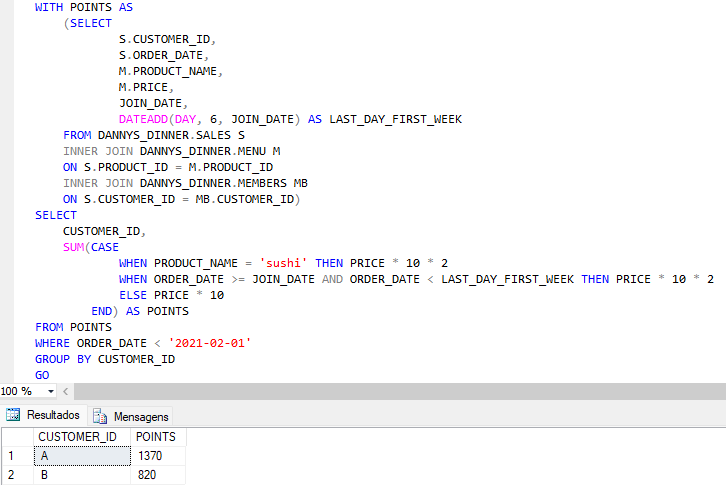 WITH POINTS AS
(SELECT
S.CUSTOMER_ID,
S.ORDER_DATE,
M.PRODUCT_NAME,
M.PRICE,
JOIN_DATE,
DATEADD(DAY, 6, JOIN_DATE) AS LAST_DAY_FIRST_WEEK
FROM DANNYS_DINNER.SALES S
INNER JOIN DANNYS_DINNER.MENU M
ON S.PRODUCT_ID = M.PRODUCT_ID
INNER JOIN DANNYS_DINNER.MEMBERS MB
ON S.CUSTOMER_ID = MB.CUSTOMER_ID)
SELECT
CUSTOMER_ID,
SUM(CASE
WHEN PRODUCT_NAME = 'sushi' THEN PRICE * 10 * 2
WHEN ORDER_DATE >= JOIN_DATE AND ORDER_DATE < LAST_DAY_FIRST_WEEK THEN PRICE * 10 * 2
ELSE PRICE * 10
END) AS POINTS
FROM POINTS
WHERE ORDER_DATE < '2021-02-01'
GROUP BY CUSTOMER_ID
GO
100 %
Resultados Mensagens
CUSTOMER_ID POINTS
1 A 1370
2 B 820